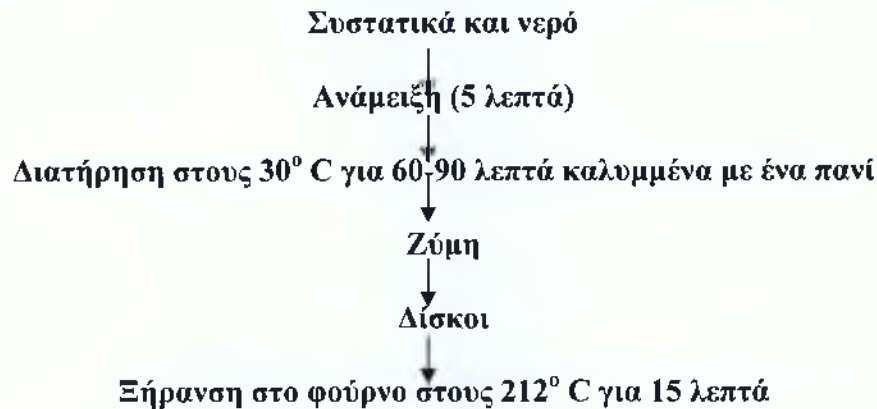 Συστατικά και νερό
Ανάμειξη (5 λεπτά)
Διατήρηση στους 30° C για 60-90 λεπτά καλυμμένα με ένα πανί
Ζύμη
Δίσκοι
Ξήρανση στο φούρνο στους 212° C για 15 λεπτά